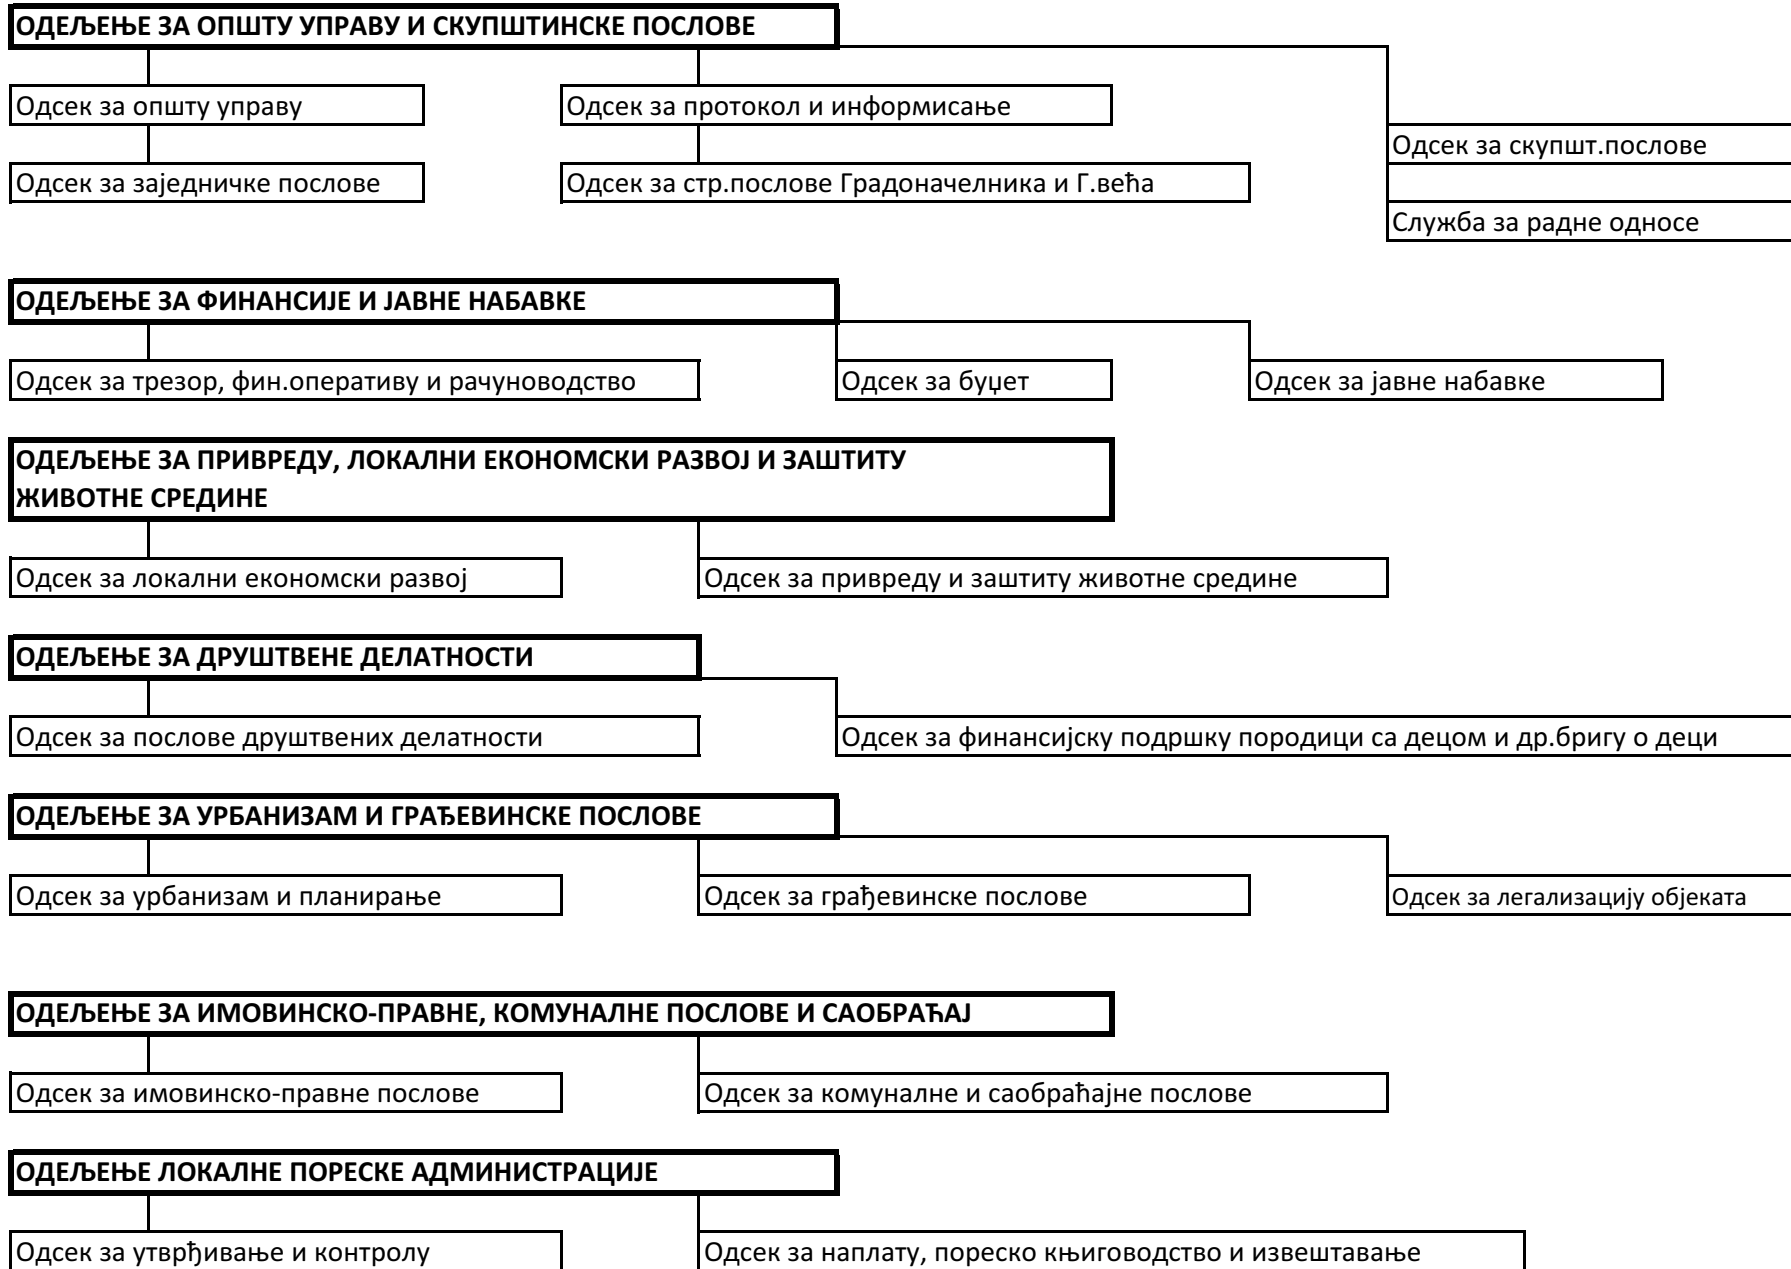 ОДЕЉЕЊЕ ЗА ОПШТУ УПРАВУ И СКУПШТИНСКЕ ПОСЛОВЕ
Одсек за општу управу
Одсек за протокол и информисање
Одсек за скупшт.послове
Одсек за заједничке послове
Одсек за стр.послове Градоначелника и Г.већа
Служба за радне односе
ОДЕЉЕЊЕ ЗА ФИНАНСИЈЕ И ЈАВНЕ НАБАВКЕ
Одсек за трезор, фин.оперативу и рачуноводство
Одсек за буџет
Одсек за јавне набавке
ОДЕЉЕЊЕ ЗА ПРИВРЕДУ, ЛОКАЛНИ ЕКОНОМСКИ РАЗВОЈ И ЗАШТИТУ
ЖИВОТНЕ СРЕДИНЕ
Одсек за локални економски развој
Одсек за привреду и заштиту животне средине
ОДЕЉЕЊЕ ЗА ДРУШТВЕНЕ ДЕЛАТНОСТИ
Одсек за послове друштвених делатности
Одсек за финансијску подршку породици са децом и др.бригу о деци
ОДЕЉЕЊЕ ЗА УРБАНИЗАМ И ГРАЂЕВИНСКЕ ПОСЛОВЕ
Одсек за урбанизам и планирање
Одсек за грађевинске послове
Одсек за легализацију објеката
ОДЕЉЕЊЕ ЗА ИМОВИНСКО-ПРАВНЕ, КОМУНАЛНЕ ПОСЛОВЕ И САОБРАЋАЈ
Одсек за имовинско-правне послове
Одсек за комуналне и саобраћајне послове
ОДЕЉЕЊЕ ЛОКАЛНЕ ПОРЕСКЕ АДМИНИСТРАЦИЈЕ
Одсек за утврђивање и контролу
Одсек за наплату, пореско књиговодство и извештавање